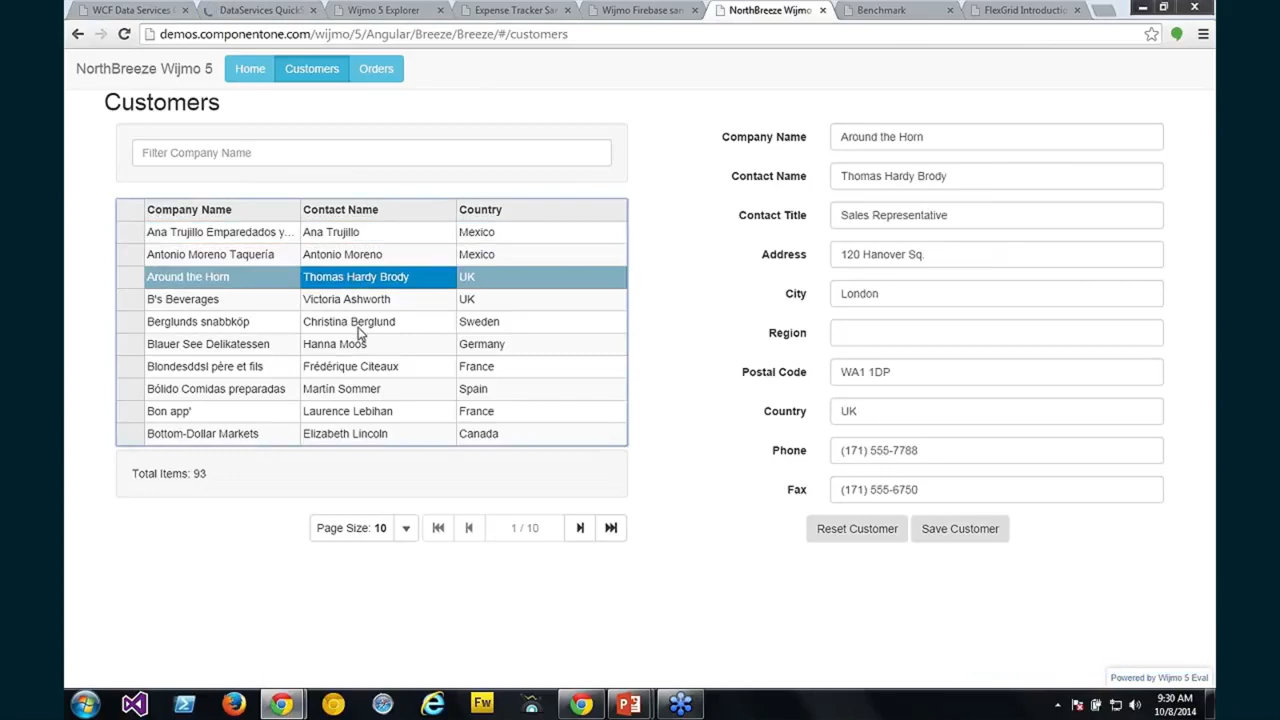 WCF Data Services
DataServices Quick
Wijmo 5 Explorer
Expense Tracker Sa
Wijmo Firebase sa
NorthBreeze Wijmo
Benchmark
FlexGrid Introductio
demos.componentone.com/wijmo/5/Angular/Breeze/Breeze/#/customers
NorthBreeze Wijmo 5 Home Customers Orders
Customers
Filter Company Name
Company Name Contact Name Country
Ana Trujillo Emparedados y... Ana Trujillo Mexico
Antonio Moreno Taquería Antonio Moreno Mexico
Around the Horn Thomas Hardy Brody UK
B's Beverages Victoria Ashworth UK
Berglunds snabbköp Christina Berglund Sweden
Blauer See Delikatessen Hanna Moos Germany
Blondesddsl père et fils Frédérique Citeaux France
Bólido Comidas preparadas Martín Sommer Spain
Bon app' Laurence Lebihan France
Bottom-Dollar Markets Elizabeth Lincoln Canada
Total Items: 93
Page Size: 10 1 / 10
Company Name Around the Horn
Contact Name Thomas Hardy Brody
Contact Title Sales Representative
Address 120 Hanover Sq.
City London
Region
Postal Code WA1 1DP
Country UK
Phone (171) 555-7788
Fax (171) 555-6750
Reset Customer Save Customer
Powered by Wijmo 5 Eval
Fw
9:30 AM
10/8/2014